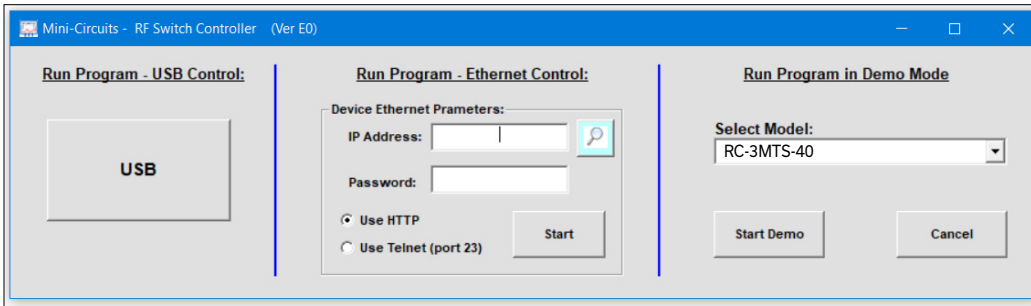 Mini-Circuits - RF Switch Controller (Ver E0)
Run Program - USB Control:
USB
Run Program - Ethernet Control:
Device Ethernet Prameters:
IP Address:
Password:
Use HTTP
Use Telnet (port 23)
Start
Run Program in Demo Mode
Select Model:
RC-3MTS-40
Start Demo
Cancel